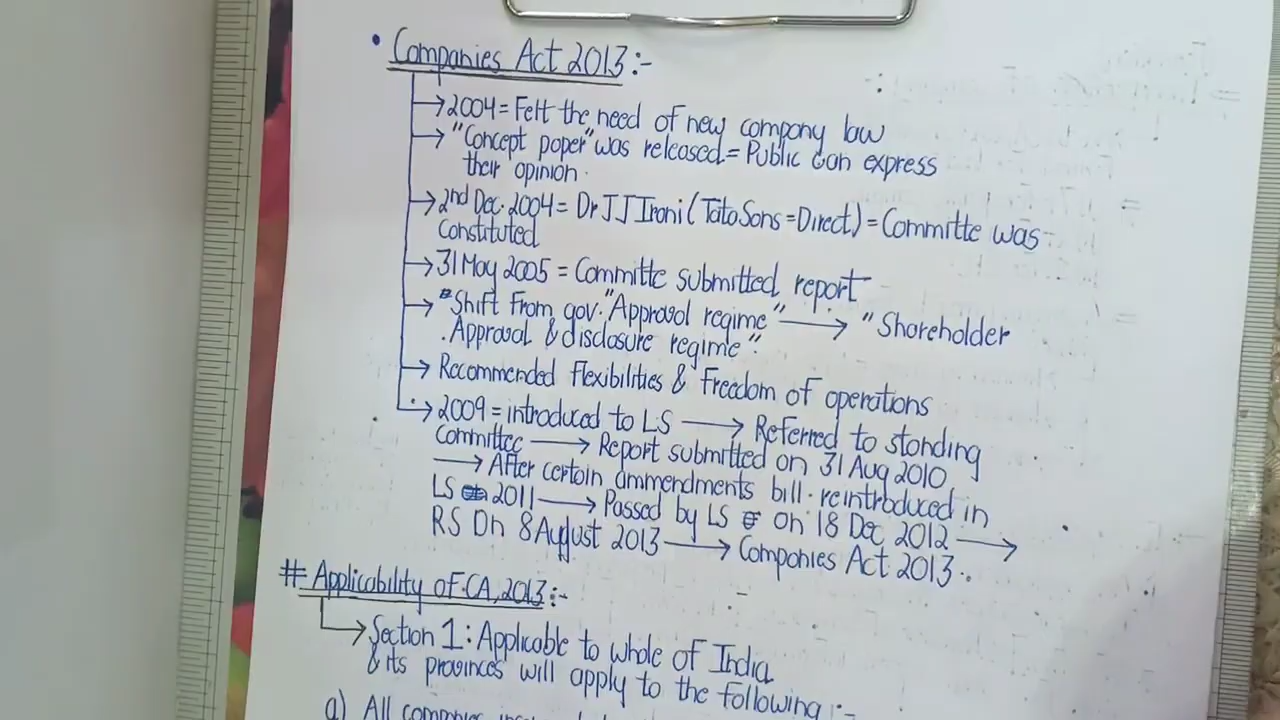 • Companies Act 2013:-
→ 2004 = Felt the need of new company law
→ "Concept paper" was released = Public can express
their opinion.
→ 2nd Dec. 2004 = Dr J J Irani (Tata Sons = Direct) = Committe was
Constituted
→ 31 May 2005 = Committe submitted report
→ "Shift from gov. "Approval regime" → "Shareholder
Approval & disclosure regime".
→ Recommended flexibilities & Freedom of operations
→ 2009 = introduced to LS → Referred to standing
Committee → Report submitted on 31 Aug 2010
→ After certain ammendments bill reintroduced in
LS 2011 → Passed by LS on 18 Dec 2012 →
RS On 8 August 2013 → Companies Act 2013.
# Applicability of CA, 2013:-
→ Section 1: Applicable to whole of India
& its provinces will apply to the following:-
a) All